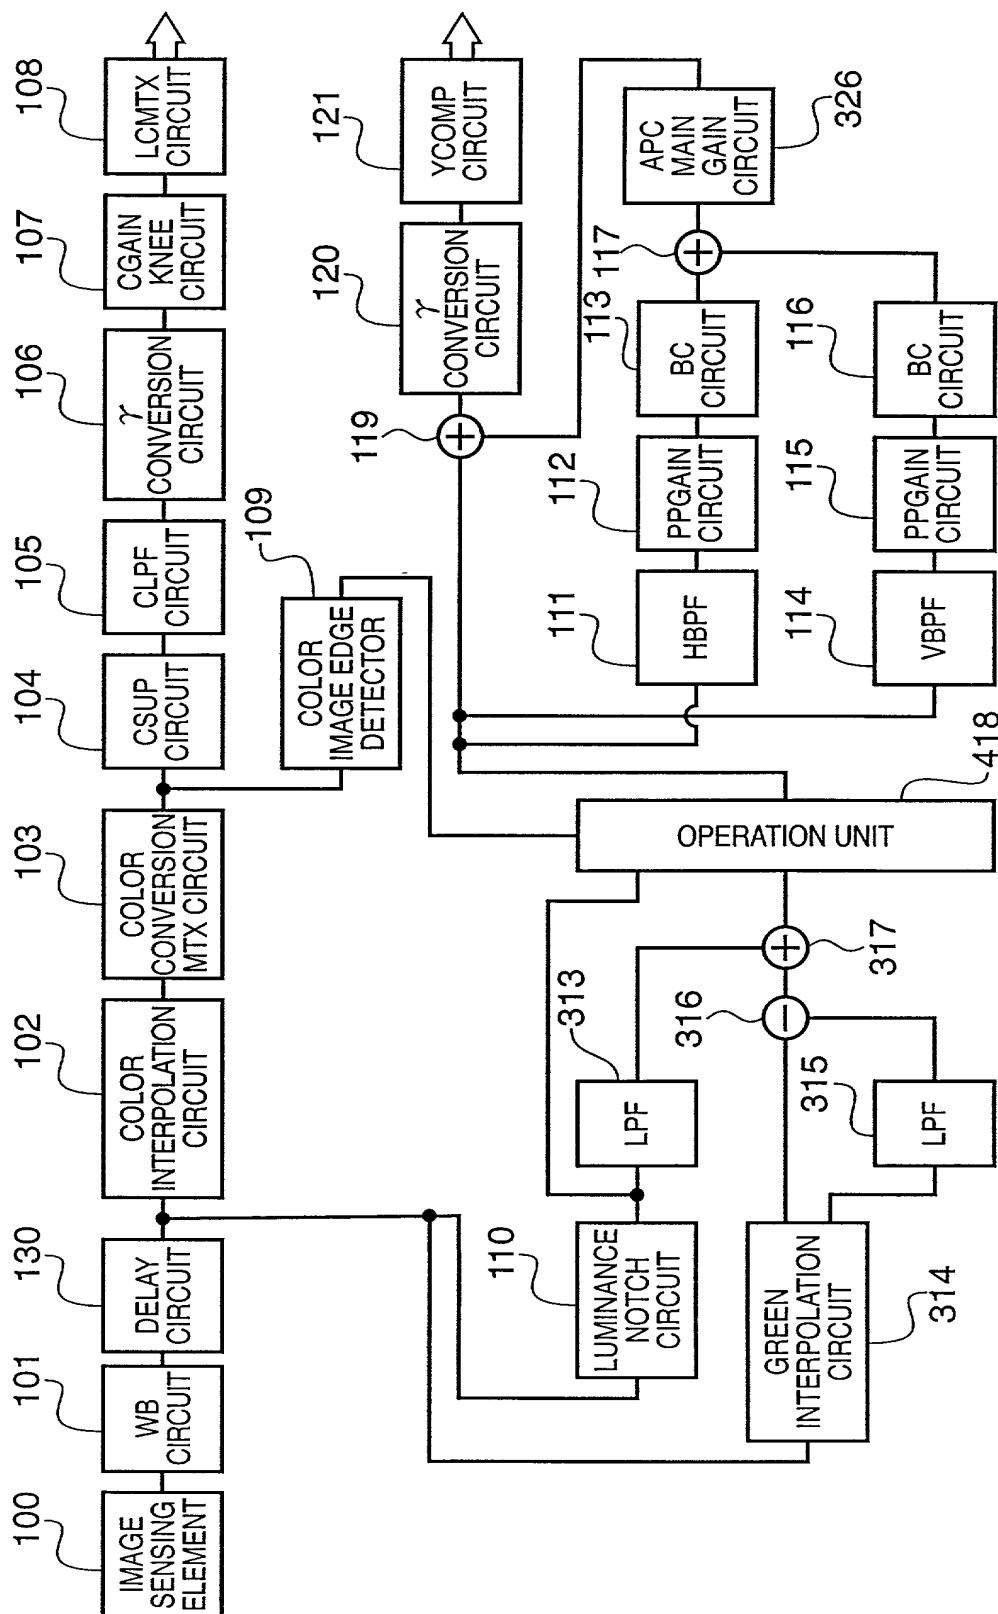 100
IMAGE
SENSING
ELEMENT
101
WB
CIRCUIT
130
DELAY
CIRCUIT
102
COLOR
INTERPOLATION
CIRCUIT
103
COLOR
CONVERSION
MTX CIRCUIT
104
CSUP
CIRCUIT
105
CLPF
CIRCUIT
106
γ
CONVERSION
CIRCUIT
107
CGAIN
KNEE
CIRCUIT
108
LCMTX
CIRCUIT
109
COLOR
IMAGE EDGE
DETECTOR
119
+
120
γ
CONVERSION
CIRCUIT
121
YCOMP
CIRCUIT
110
LUMINANCE
NOTCH
CIRCUIT
313
LPF
GREEN
INTERPOLATION
CIRCUIT
314
315
LPF
316
−
+
317
OPERATION UNIT
418
111
HBPF
112
PPGAIN
CIRCUIT
113
BC
CIRCUIT
117
+
APC
MAIN
GAIN
CIRCUIT
326
114
VBPF
115
PPGAIN
CIRCUIT
116
BC
CIRCUIT